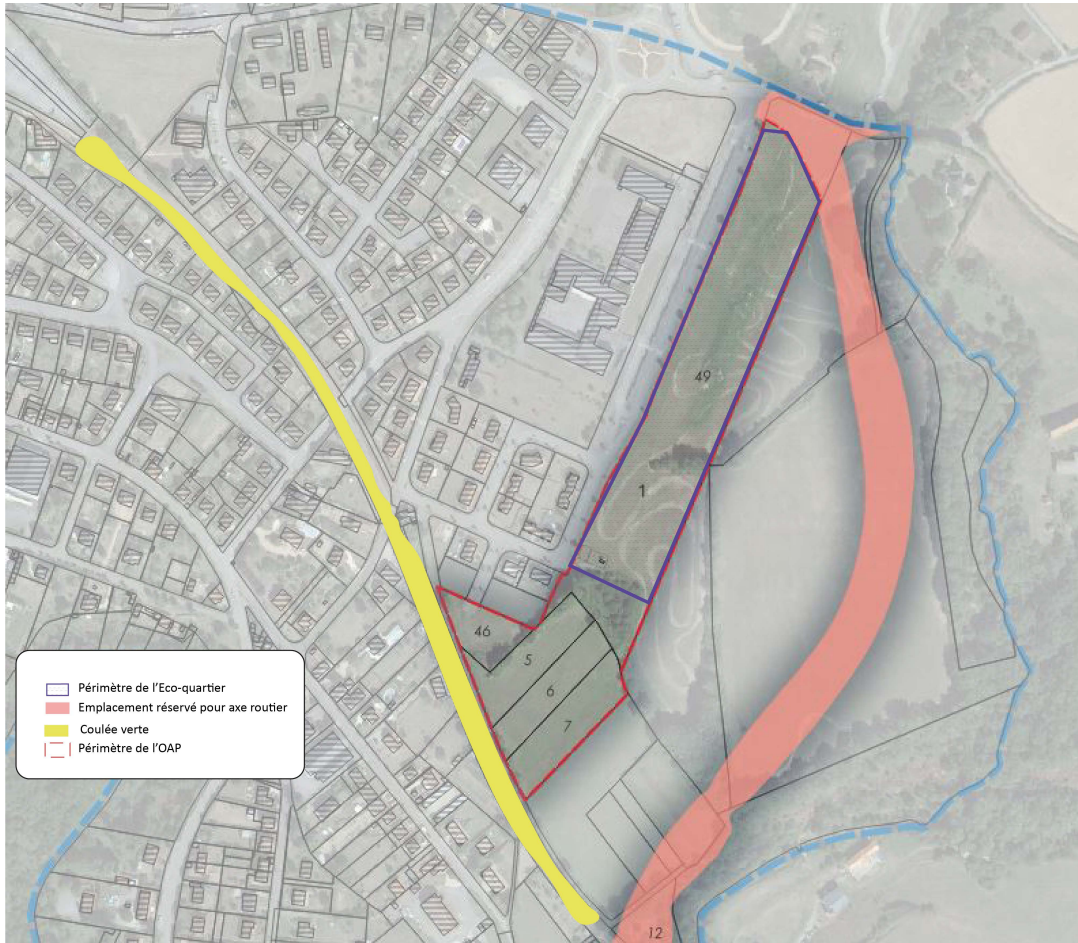 49
1
46
5
6
7
Périmètre de l'Eco-quartier
Emplacement réservé pour axe routier
Coulée verte
Périmètre de l'OAP
12